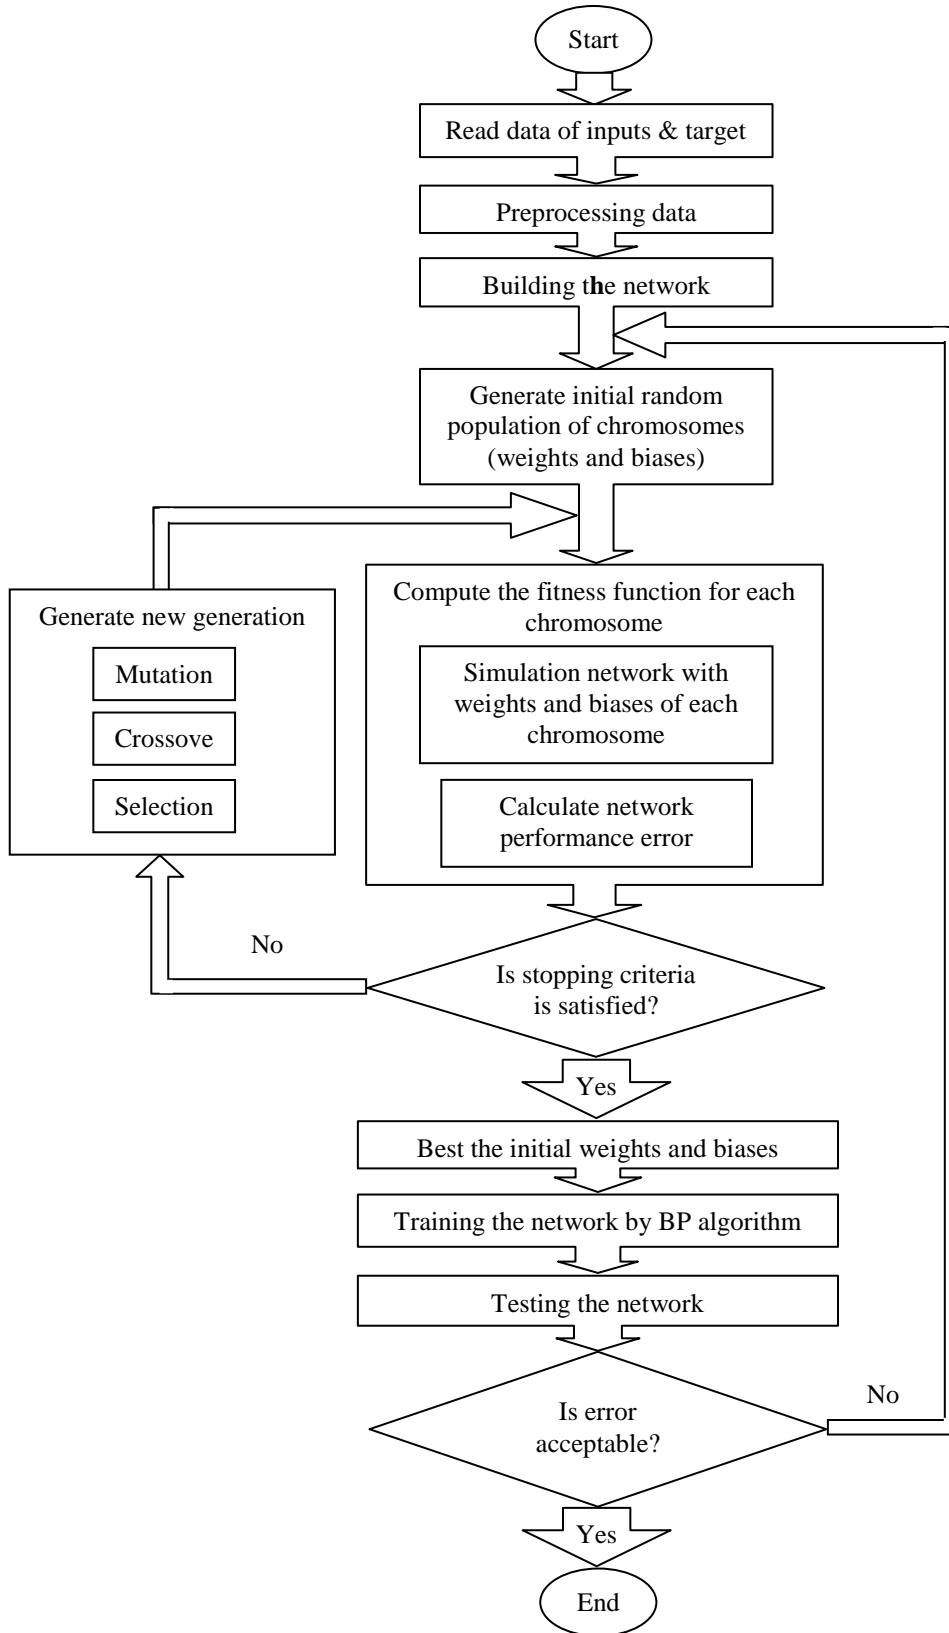 Start
Read data of inputs & target
Preprocessing data
Building the network
Generate initial random
population of chromosomes
(weights and biases)
Generate new generation
Mutation
Crossove
Selection
Compute the fitness function for each
chromosome
Simulation network with
weights and biases of each
chromosome
Calculate network
performance error
No
Is stopping criteria
is satisfied?
Yes
Best the initial weights and biases
Training the network by BP algorithm
Testing the network
No
Is error
acceptable?
Yes
End